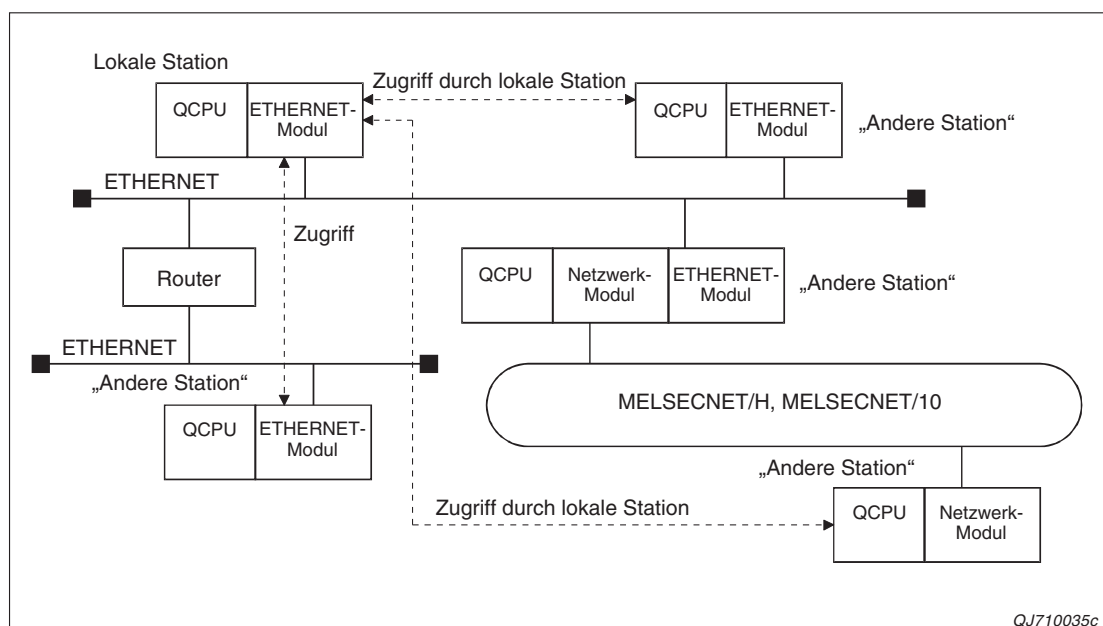 Lokale Station
Zugriff durch lokale Station
QCPU
ETHERNET-
Modul
QCPU
ETHERNET-
Modul
„Andere Station“
ETHERNET
Zugriff
Router
QCPU
Netzwerk-
Modul
ETHERNET-
Modul
„Andere Station“
ETHERNET
„Andere Station“
QCPU
ETHERNET-
Modul
MELSECNET/H, MELSECNET/10
„Andere Station“
Zugriff durch lokale Station
QCPU
Netzwerk-
Modul
QJ710035c